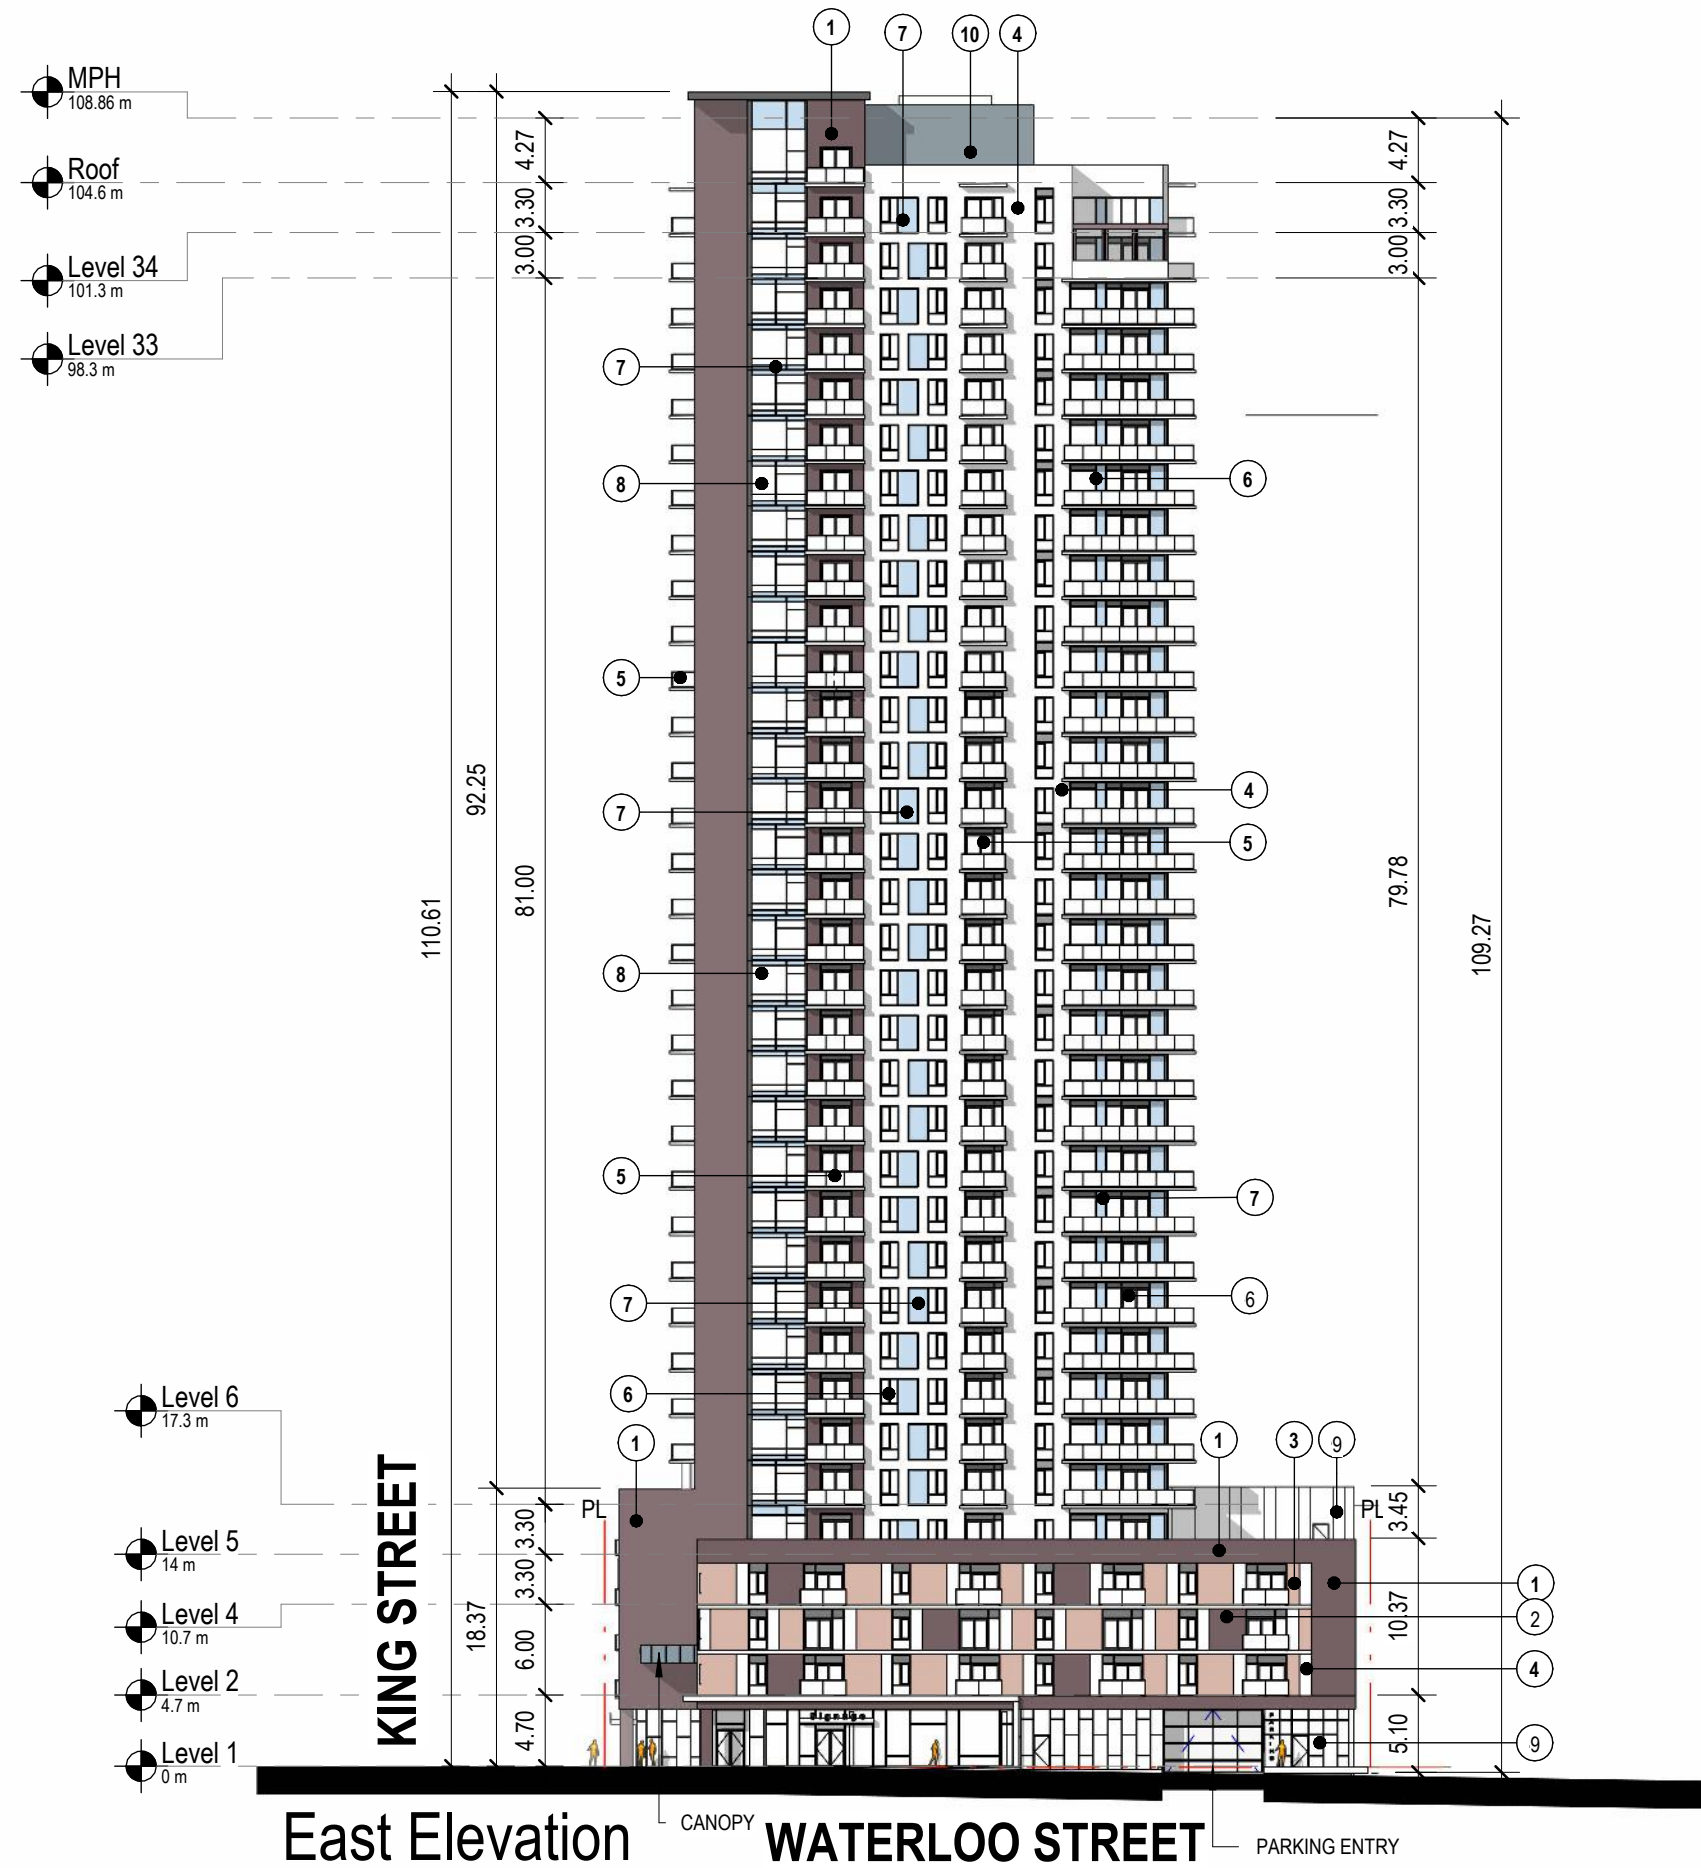 1
7
10
4
MPH
108.86 m
Roof
104.6 m
Level 34
101.3 m
Level 33
98.3 m
4.27
3.30
3.00
4.27
3.30
3.00
7
8
6
5
92.25
7
4
5
81.00
79.78
110.61
109.27
8
5
7
7
6
6
Level 6
17.3 m
1
1
3
9
KING STREET
PL
PL
3.30
3.45
Level 5
14 m
3.30
1
2
Level 4
10.7 m
18.37
6.00
10.37
4
Level 2
4.7 m
signage
PARKING
4.70
5.10
9
Level 1
0 m
East Elevation
CANOPY
WATERLOO STREET
PARKING ENTRY